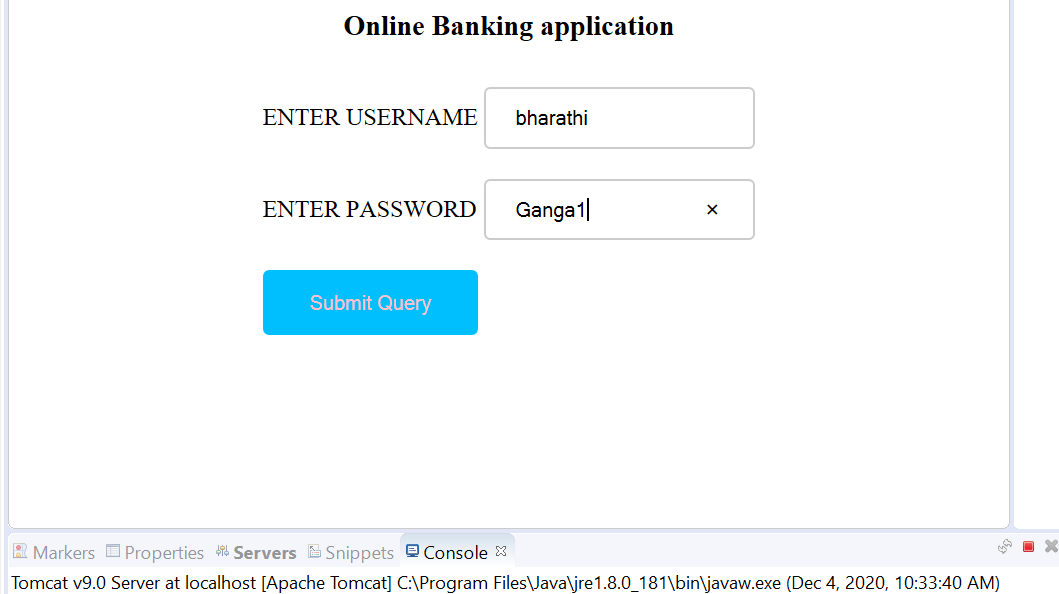 Online Banking application
ENTER USERNAME bharathi
ENTER PASSWORD Ganga1 ×
Submit Query
Markers Properties Servers Snippets Console
Tomcat v9.0 Server at localhost [Apache Tomcat] C:\Program Files\Java\jre1.8.0_181\bin\javaw.exe (Dec 4, 2020, 10:33:40 AM)